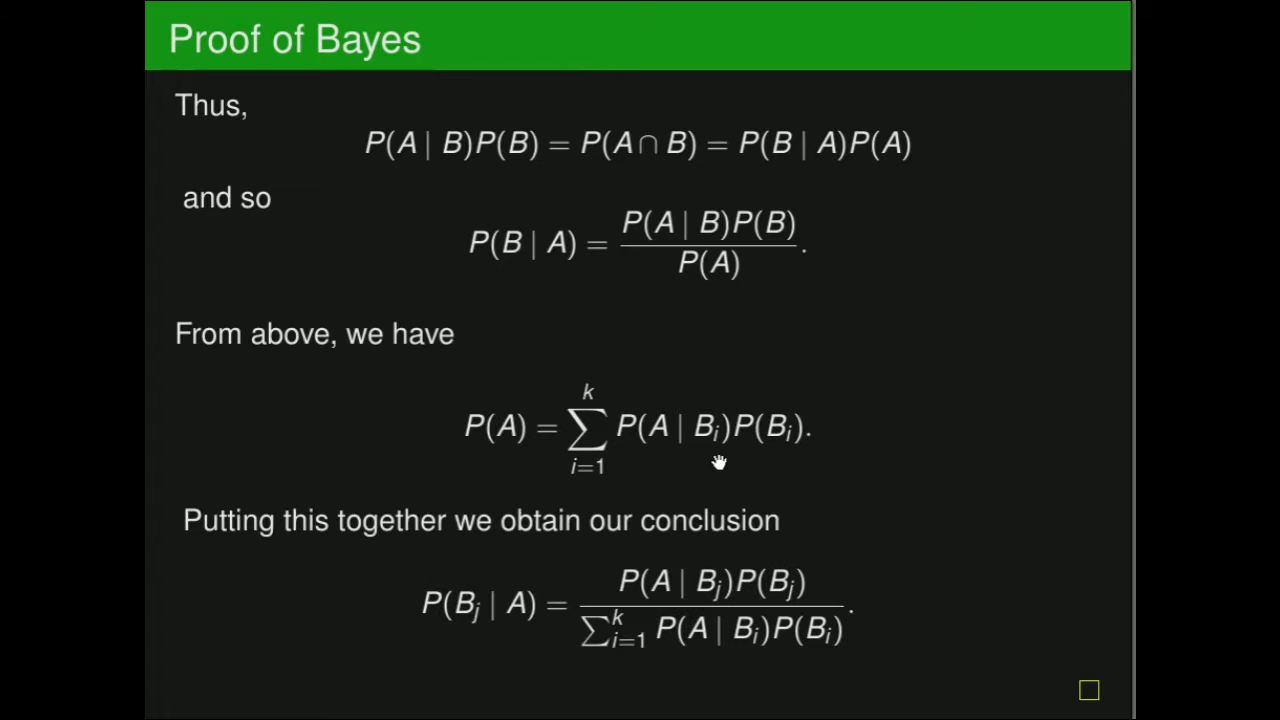 Proof of Bayes
Thus,
P(A | B)P(B) = P(A ∩ B) = P(B | A)P(A)
and so
P(B | A) = P(A | B)P(B) / P(A).
From above, we have
P(A) = ∑_{i=1}^{k} P(A | B_i)P(B_i).
Putting this together we obtain our conclusion
P(B_j | A) = P(A | B_j)P(B_j) / ∑_{i=1}^{k} P(A | B_i)P(B_i).